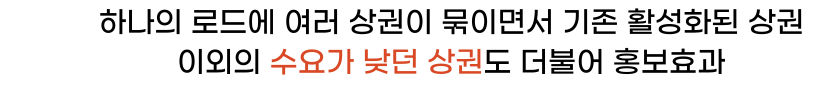 하나의 로드에 여러 상권이 묶이면서 기존 활성화된 상권
이외의 수요가 낮던 상권도 더불어 홍보효과